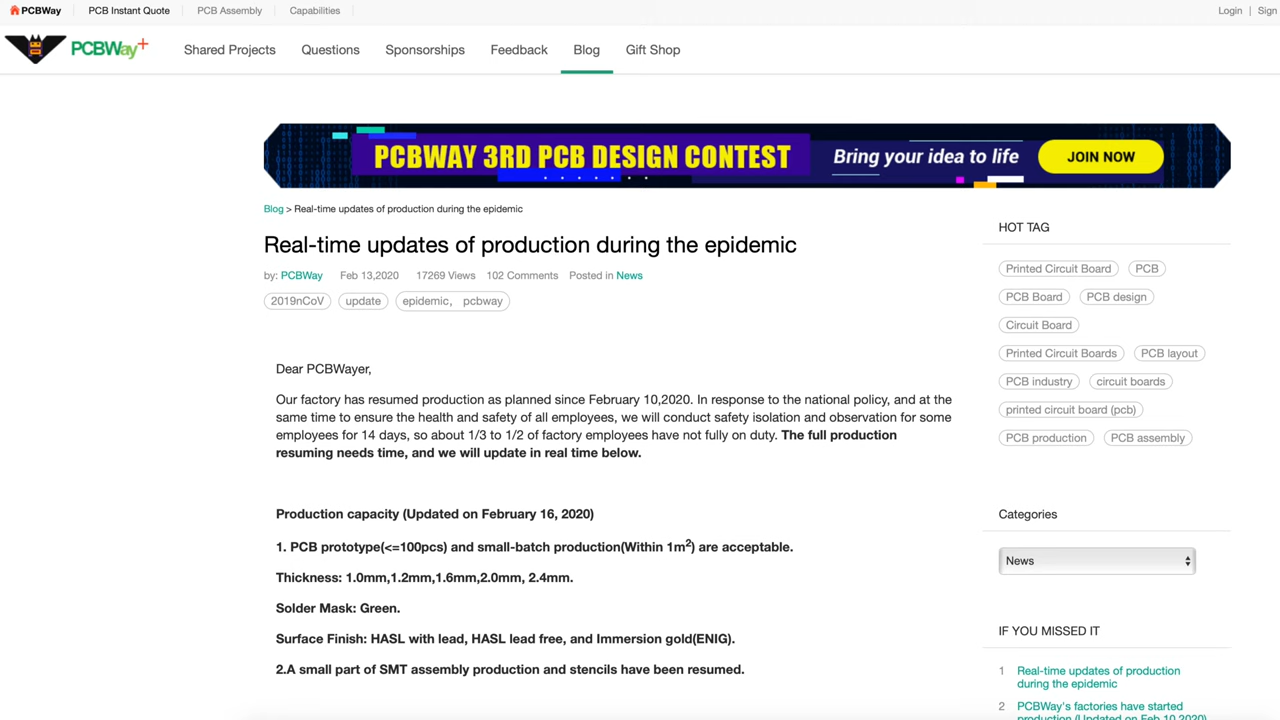 PCBWay PCB Instant Quote PCB Assembly Capabilities Login | Sign
PCBWay+ Shared Projects Questions Sponsorships Feedback Blog Gift Shop
PCBWAY 3RD PCB DESIGN CONTEST Bring your idea to life JOIN NOW
Blog > Real-time updates of production during the epidemic
Real-time updates of production during the epidemic
by: PCBWay Feb 13,2020 17269 Views 102 Comments Posted in News
2019nCoV update epidemic, pcbway
Dear PCBWayer,
Our factory has resumed production as planned since February 10,2020. In response to the national policy, and at the
same time to ensure the health and safety of all employees, we will conduct safety isolation and observation for some
employees for 14 days, so about 1/3 to 1/2 of factory employees have not fully on duty. The full production
resuming needs time, and we will update in real time below.
Production capacity (Updated on February 16, 2020)
1. PCB prototype(<=100pcs) and small-batch production(Within 1m²) are acceptable.
Thickness: 1.0mm,1.2mm,1.6mm,2.0mm, 2.4mm.
Solder Mask: Green.
Surface Finish: HASL with lead, HASL lead free, and Immersion gold(ENIG).
2.A small part of SMT assembly production and stencils have been resumed.
HOT TAG
Printed Circuit Board PCB
PCB Board PCB design
Circuit Board
Printed Circuit Boards PCB layout
PCB industry circuit boards
printed circuit board (pcb)
PCB production PCB assembly
Categories
News
IF YOU MISSED IT
1 Real-time updates of production
during the epidemic
2 PCBWay's factories have started
production (Updated on Feb 10,2020)